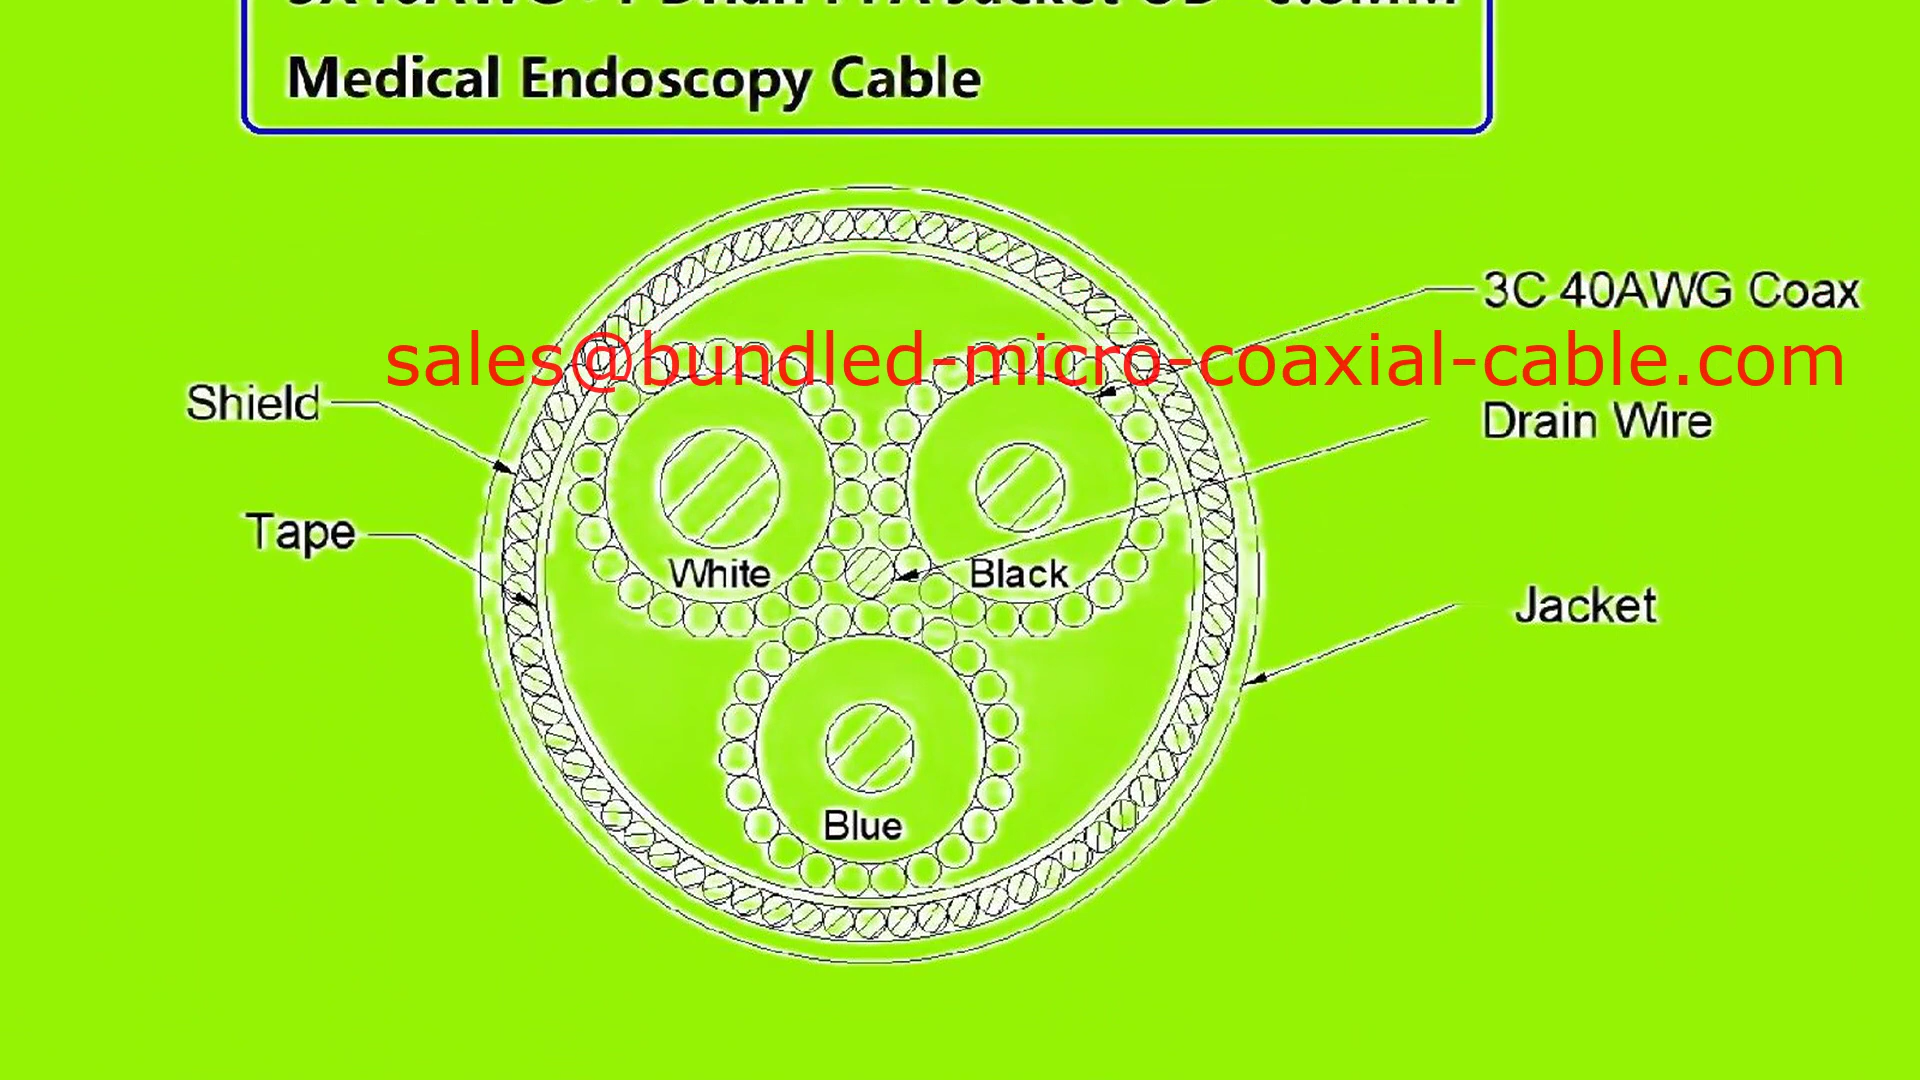 Medical Endoscopy Cable
3C 40AWG Coax
sales@bundled-micro-coaxial-cable.com
Shield
Drain Wire
Tape
White
Black
Jacket
Blue